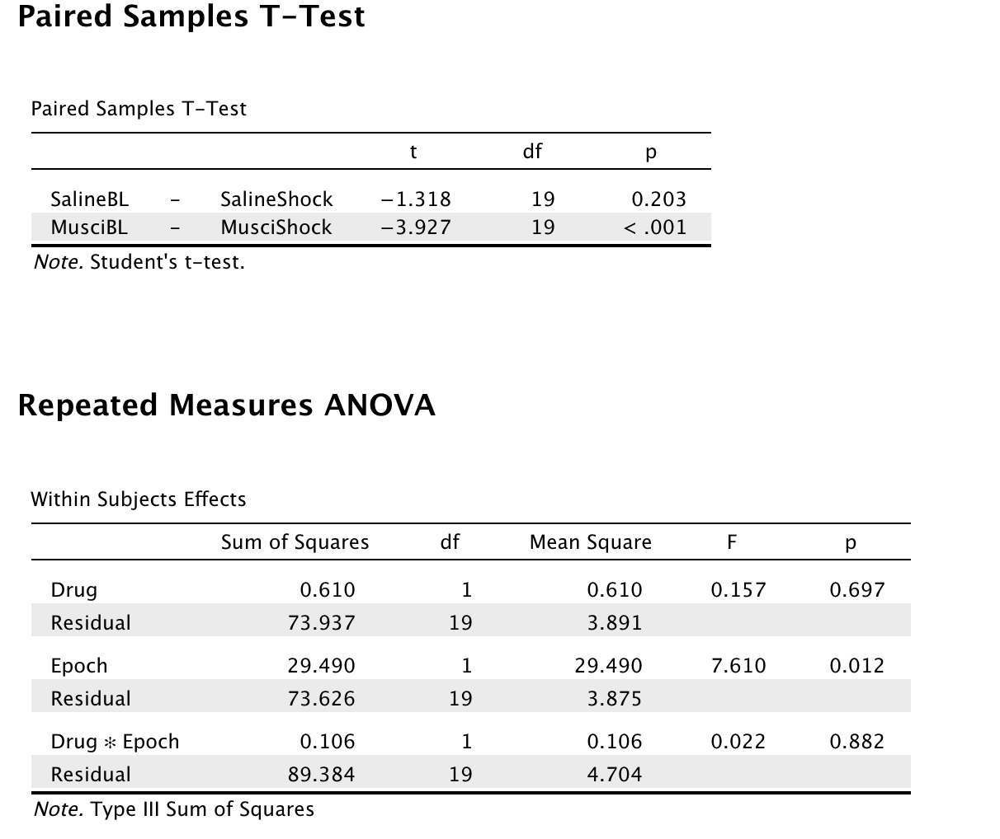 Paired Samples T-Test
Paired Samples T-Test
t df p
SalineBL - SalineShock −1.318 19 0.203
MusciBL - MusciShock −3.927 19 < .001
Note. Student's t-test.
Repeated Measures ANOVA
Within Subjects Effects
Sum of Squares df Mean Square F p
Drug 0.610 1 0.610 0.157 0.697
Residual 73.937 19 3.891
Epoch 29.490 1 29.490 7.610 0.012
Residual 73.626 19 3.875
Drug ✻ Epoch 0.106 1 0.106 0.022 0.882
Residual 89.384 19 4.704
Note. Type III Sum of Squares